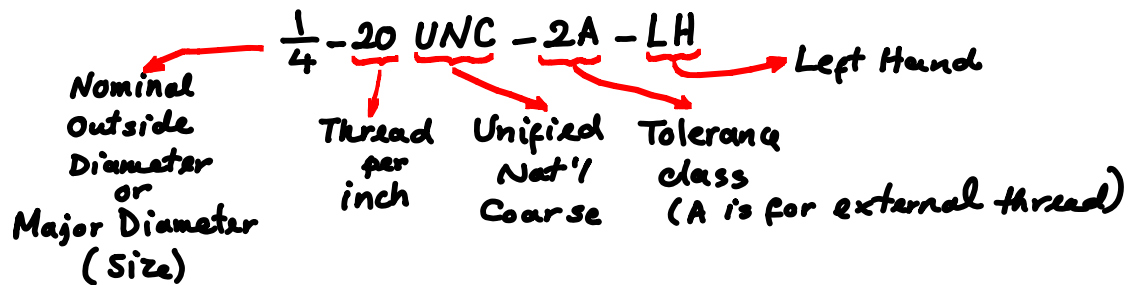 1/4 - 20 UNC - 2A - LH
Left Hand
Nominal
Outside
Diameter
or
Major Diameter
(Size)
Thread
per
inch
Unified
Nat'l
Coarse
Tolerance
class
(A is for external thread)